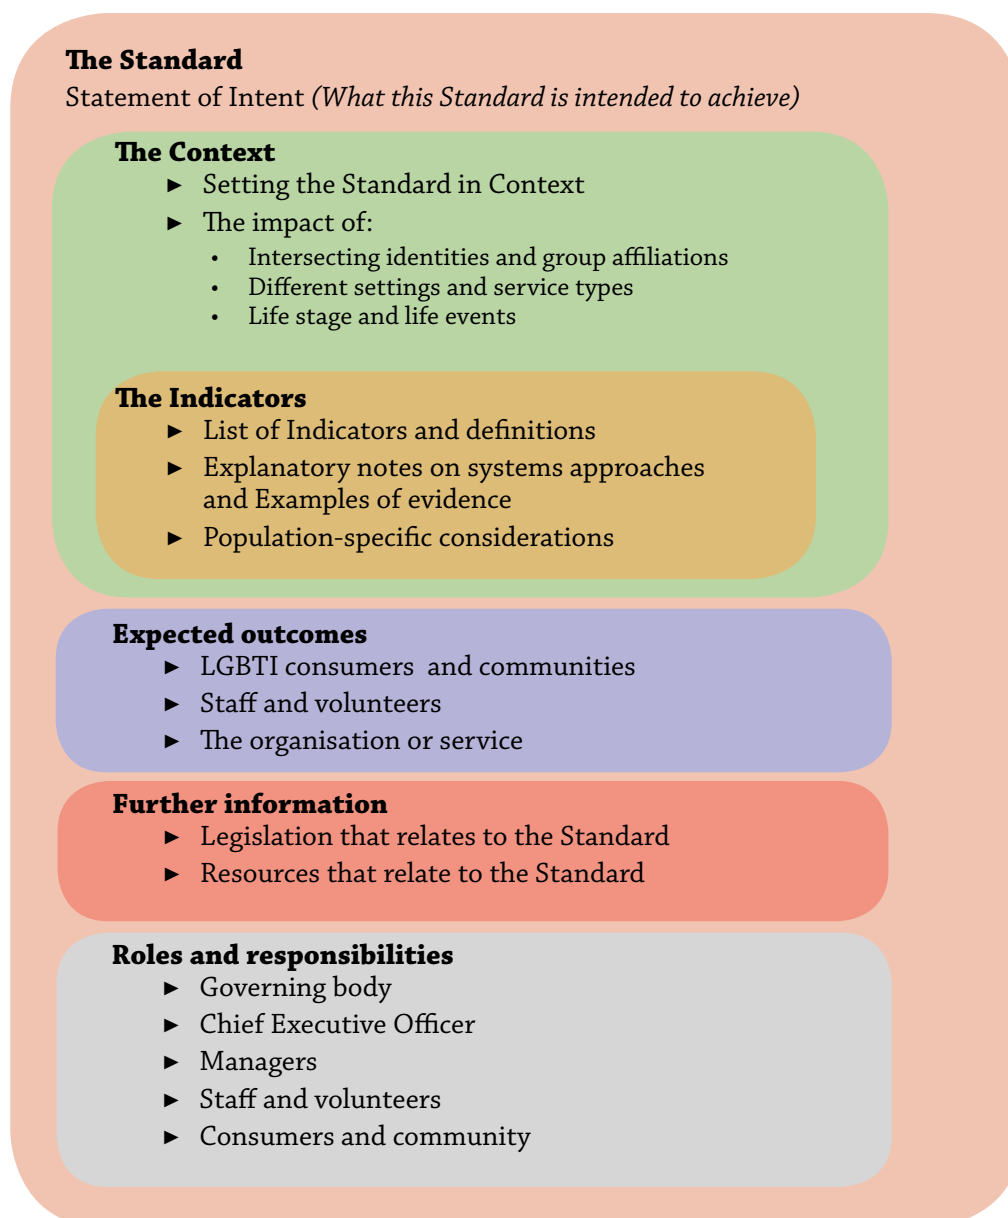 The Standard
Statement of Intent (What this Standard is intended to achieve)
The Context
► Setting the Standard in Context
► The impact of:
• Intersecting identities and group affiliations
• Different settings and service types
• Life stage and life events
The Indicators
► List of Indicators and definitions
► Explanatory notes on systems approaches
and Examples of evidence
► Population-specific considerations
Expected outcomes
► LGBTI consumers and communities
► Staff and volunteers
► The organisation or service
Further information
► Legislation that relates to the Standard
► Resources that relate to the Standard
Roles and responsibilities
► Governing body
► Chief Executive Officer
► Managers
► Staff and volunteers
► Consumers and community